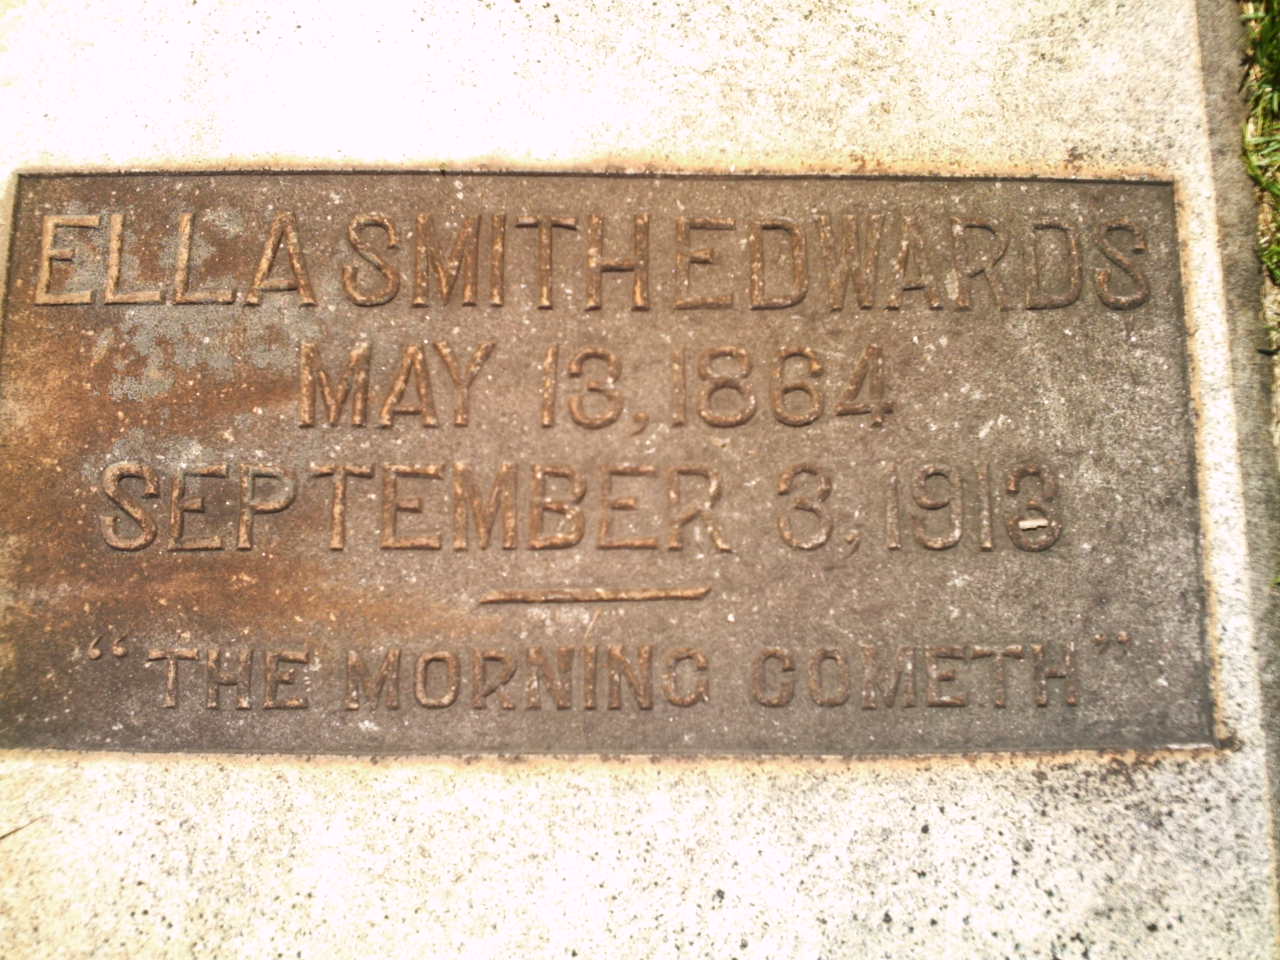 ELLA SMITH EDWARDS
MAY 13, 1864
SEPTEMBER 3, 1913
"THE MORNING COMETH"